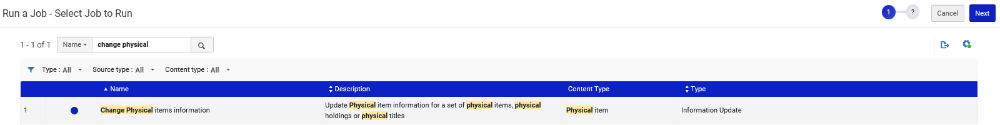 Run a Job - Select Job to Run
1 ?
Cancel Next
1 - 1 of 1 Name change physical
Type : All Source type : All Content type : All
Name Description Content Type Type
1 Change Physical items information
Update Physical item information for a set of physical items, physical
holdings or physical titles
Physical item
Information Update